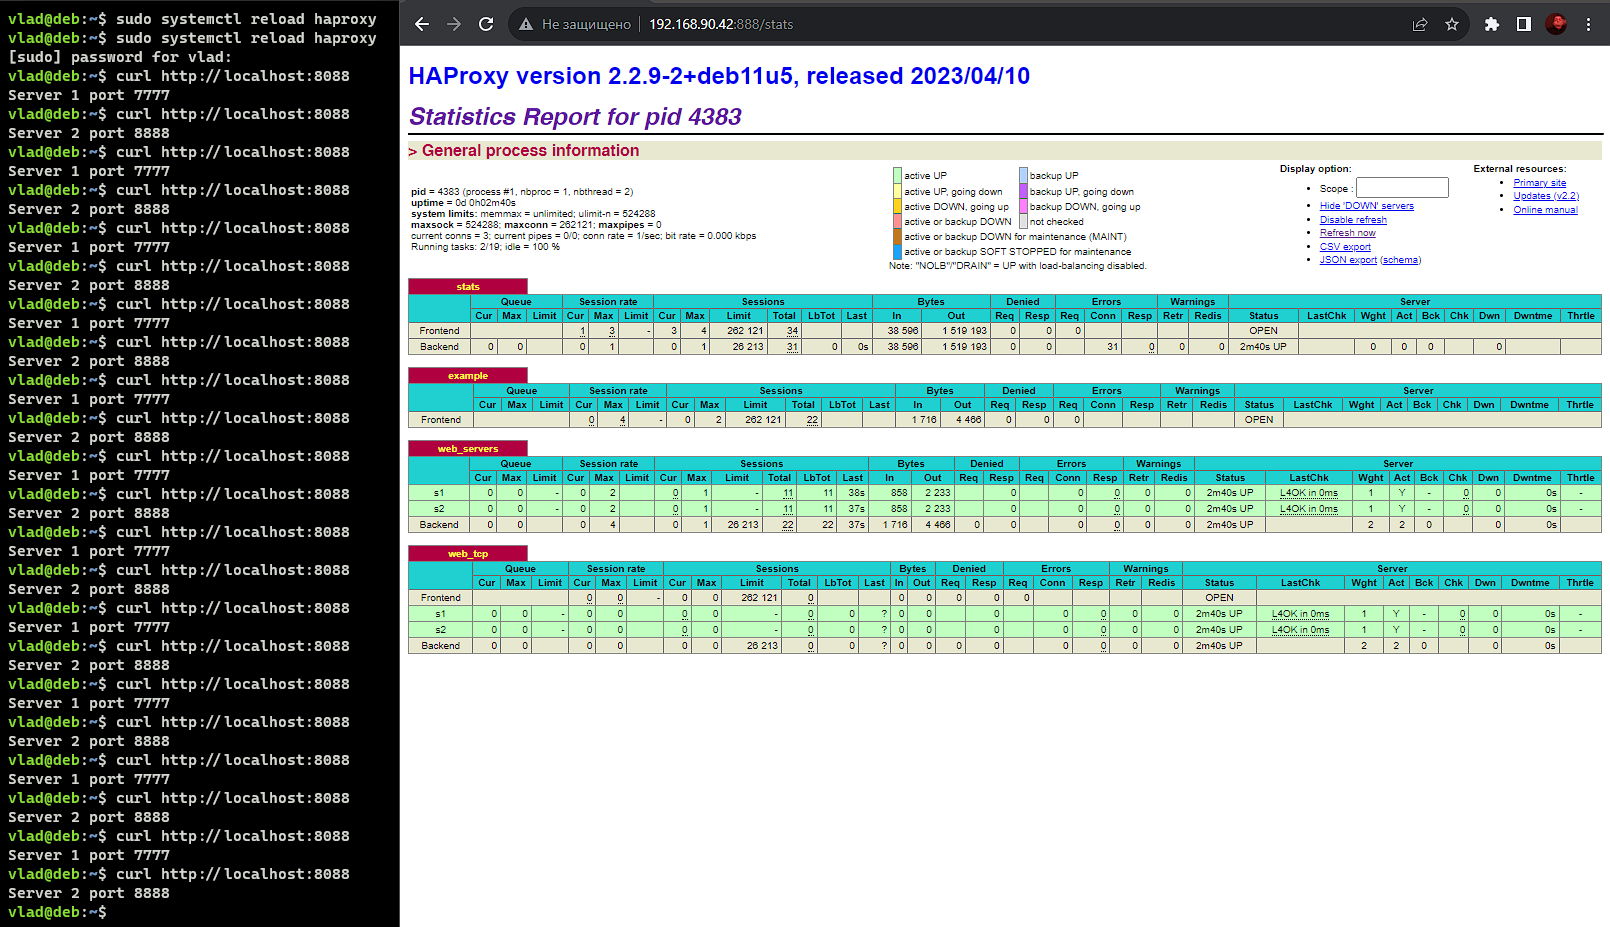 vlad@deb:~$ sudo systemctl reload haproxy
vlad@deb:~$ sudo systemctl reload haproxy
[sudo] password for vlad:
vlad@deb:~$ curl http://localhost:8088
Server 1 port 7777
vlad@deb:~$ curl http://localhost:8088
Server 2 port 8888
vlad@deb:~$ curl http://localhost:8088
Server 1 port 7777
vlad@deb:~$ curl http://localhost:8088
Server 2 port 8888
vlad@deb:~$ curl http://localhost:8088
Server 1 port 7777
vlad@deb:~$ curl http://localhost:8088
Server 2 port 8888
vlad@deb:~$ curl http://localhost:8088
Server 1 port 7777
vlad@deb:~$ curl http://localhost:8088
Server 2 port 8888
vlad@deb:~$ curl http://localhost:8088
Server 1 port 7777
vlad@deb:~$ curl http://localhost:8088
Server 2 port 8888
vlad@deb:~$ curl http://localhost:8088
Server 1 port 7777
vlad@deb:~$ curl http://localhost:8088
Server 2 port 8888
vlad@deb:~$ curl http://localhost:8088
Server 1 port 7777
vlad@deb:~$ curl http://localhost:8088
Server 2 port 8888
vlad@deb:~$ curl http://localhost:8088
Server 1 port 7777
vlad@deb:~$ curl http://localhost:8088
Server 2 port 8888
vlad@deb:~$ curl http://localhost:8088
Server 1 port 7777
vlad@deb:~$ curl http://localhost:8088
Server 2 port 8888
vlad@deb:~$ curl http://localhost:8088
Server 1 port 7777
vlad@deb:~$ curl http://localhost:8088
Server 2 port 8888
vlad@deb:~$ curl http://localhost:8088
Server 1 port 7777
vlad@deb:~$ curl http://localhost:8088
Server 2 port 8888
vlad@deb:~$
Не защищено 192.168.90.42:888/stats
HAProxy version 2.2.9-2+deb11u5, released 2023/04/10
Statistics Report for pid 4383
> General process information
pid = 4383 (process #1, nbproc = 1, nbthread = 2)
uptime = 0d 0h02m40s
system limits: memmax = unlimited; ulimit-n = 524288
maxsock = 524288; maxconn = 262121; maxpipes = 0
current conns = 3; current pipes = 0/0; conn rate = 1/sec; bit rate = 0.000 kbps
Running tasks: 2/19; idle = 100 %
active UP backup UP
active UP, going down backup UP, going down
active DOWN, going up backup DOWN, going up
active or backup DOWN not checked
active or backup DOWN for maintenance (MAINT)
active or backup SOFT STOPPED for maintenance
Note: "NOLB"/"DRAIN" = UP with load-balancing disabled.
Display option:
Scope :
Hide 'DOWN' servers
Disable refresh
Refresh now
CSV export
JSON export (schema)
External resources:
Primary site
Updates (v2.2)
Online manual
stats
Queue Session rate Sessions Bytes Denied Errors Warnings Server
Cur Max Limit Cur Max Limit Cur Max Limit Total LbTot Last In Out Req Resp Req Conn Resp Retr Redis Status LastChk Wght Act Bck Chk Dwn Dwntme Thrtle
Frontend 1 3 - 3 4 262 121 34 38 596 1 519 193 0 0 0 OPEN
Backend 0 0 0 1 0 1 26 213 31 0 0s 38 596 1 519 193 0 0 31 0 0 0 2m40s UP 0 0 0 0
example
Queue Session rate Sessions Bytes Denied Errors Warnings Server
Cur Max Limit Cur Max Limit Cur Max Limit Total LbTot Last In Out Req Resp Req Conn Resp Retr Redis Status LastChk Wght Act Bck Chk Dwn Dwntme Thrtle
Frontend 0 4 - 0 2 262 121 22 1 716 4 466 0 0 0 OPEN
web_servers
Queue Session rate Sessions Bytes Denied Errors Warnings Server
Cur Max Limit Cur Max Limit Cur Max Limit Total LbTot Last In Out Req Resp Req Conn Resp Retr Redis Status LastChk Wght Act Bck Chk Dwn Dwntme Thrtle
s1 0 0 - 0 2 0 1 - 11 11 38s 858 2 233 0 0 0 0 0 2m40s UP L4OK in 0ms 1 Y - 0 0 0s -
s2 0 0 - 0 2 0 1 - 11 11 37s 858 2 233 0 0 0 0 0 2m40s UP L4OK in 0ms 1 Y - 0 0 0s -
Backend 0 0 0 4 0 1 26 213 22 22 37s 1 716 4 466 0 0 0 0 0 0 2m40s UP 2 2 0 0 0s
web_tcp
Queue Session rate Sessions Bytes Denied Errors Warnings Server
Cur Max Limit Cur Max Limit Cur Max Limit Total LbTot Last In Out Req Resp Req Conn Resp Retr Redis Status LastChk Wght Act Bck Chk Dwn Dwntme Thrtle
Frontend 0 0 - 0 0 262 121 0 0 0 0 0 0 OPEN
s1 0 0 - 0 0 0 0 - 0 0 ? 0 0 0 0 0 0 0 2m40s UP L4OK in 0ms 1 Y - 0 0 0s -
s2 0 0 - 0 0 0 0 - 0 0 ? 0 0 0 0 0 0 0 2m40s UP L4OK in 0ms 1 Y - 0 0 0s -
Backend 0 0 0 0 0 0 26 213 0 0 ? 0 0 0 0 0 0 0 0 2m40s UP 2 2 0 0 0s